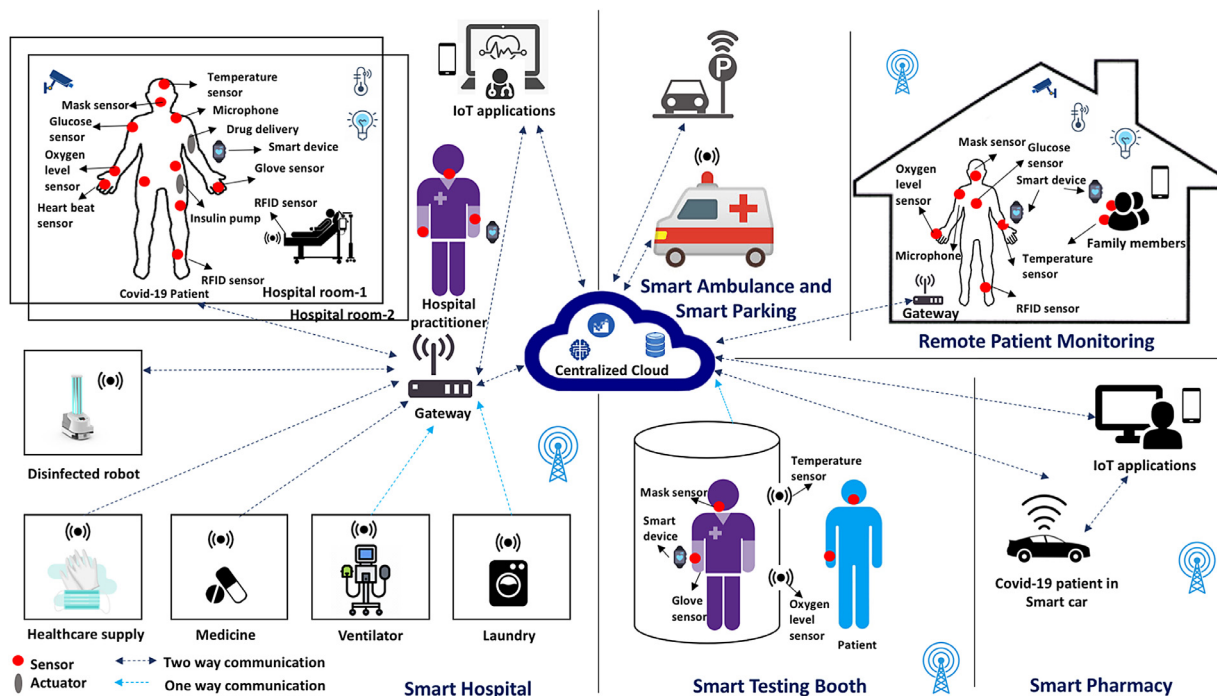 Temperature
sensor
Mask sensor
Microphone
Glucose
sensor
Drug delivery
Smart device
Oxygen
level
sensor
Glove sensor
Heart beat
sensor
Insulin pump
RFID sensor
RFID sensor
Covid-19 Patient
Hospital room-1
Hospital room-2
IoT applications
Hospital
practitioner
Gateway
Disinfected robot
Healthcare supply
Medicine
Ventilator
Laundry
Sensor
Actuator
Two way communication
One way communication
Smart Hospital
P
Smart Ambulance and
Smart Parking
Centralized Cloud
Mask sensor
Glucose
sensor
Oxygen
level
sensor
Smart device
Family members
Microphone
Temperature
sensor
RFID sensor
Gateway
Remote Patient Monitoring
Temperature
sensor
Mask sensor
Smart
device
Glove
sensor
Oxygen
level
sensor
Patient
Smart Testing Booth
IoT applications
Covid-19 patient in
Smart car
Smart Pharmacy